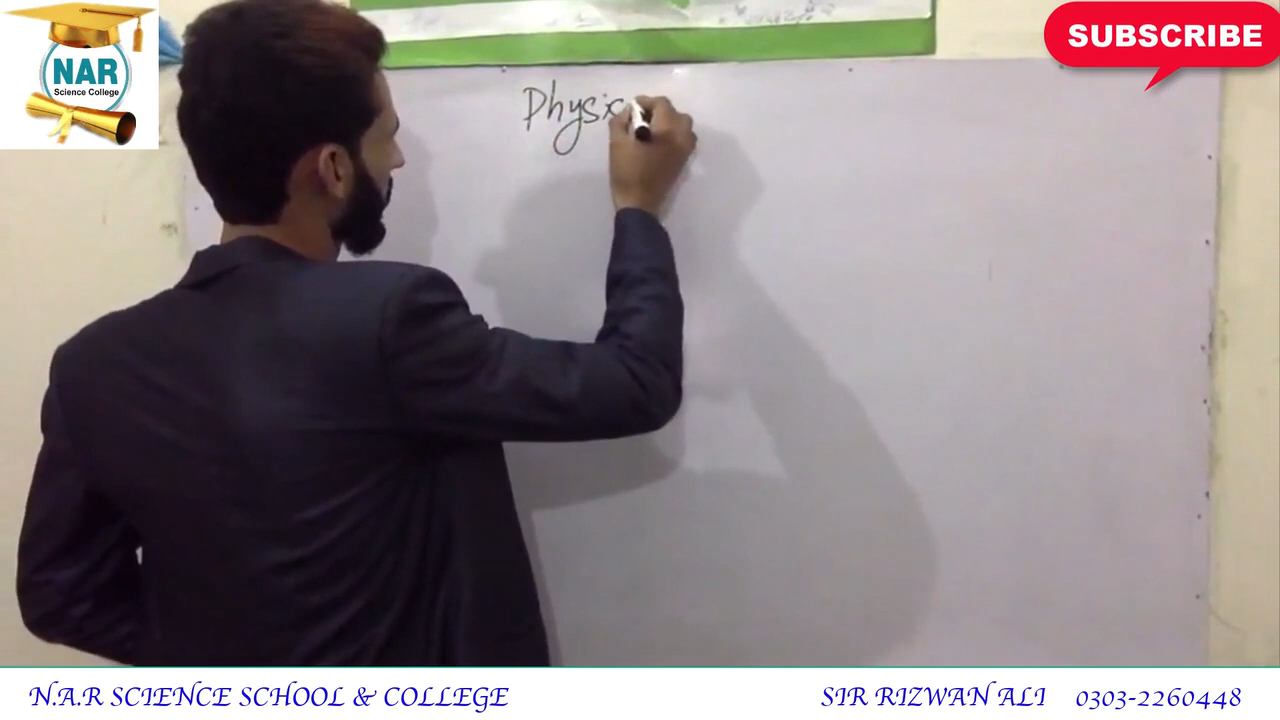 NAR
Science College
SUBSCRIBE
Physic
N.A.R SCIENCE SCHOOL & COLLEGE
SIR RIZWAN ALI 0303-2260448